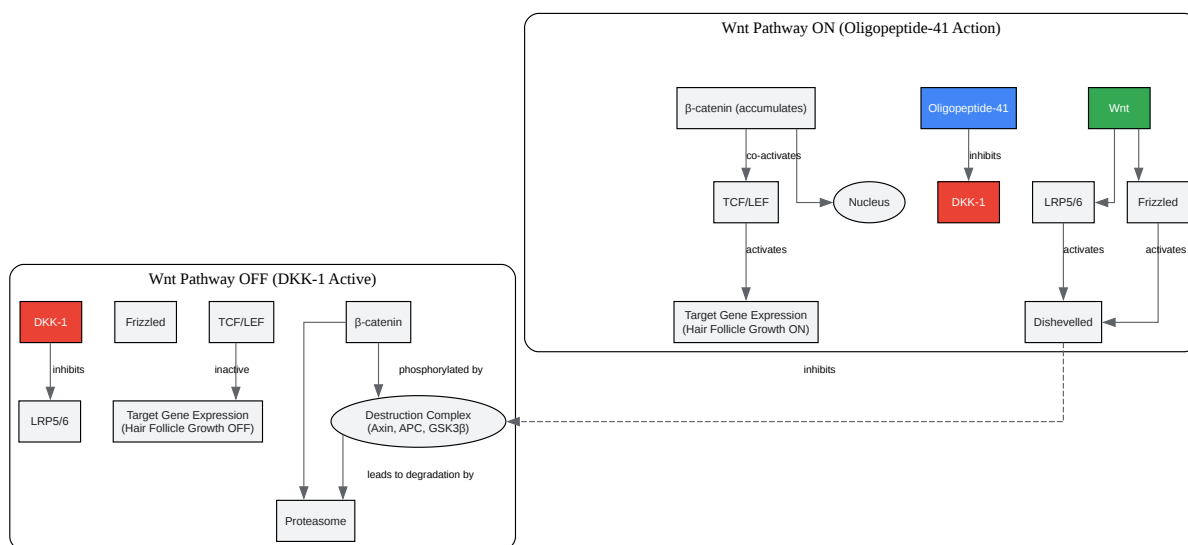 Wnt Pathway ON (Oligopeptide-41 Action)
β-catenin (accumulates)
Oligopeptide-41
Wnt
co-activates
inhibits
TCF/LEF
Nucleus
DKK-1
LRP5/6
Frizzled
activates
activates
activates
Target Gene Expression
(Hair Follicle Growth ON)
Dishevelled
inhibits
Wnt Pathway OFF (DKK-1 Active)
DKK-1
Frizzled
TCF/LEF
β-catenin
inhibits
inactive
phosphorylated by
LRP5/6
Target Gene Expression
(Hair Follicle Growth OFF)
Destruction Complex
(Axin, APC, GSK3β)
leads to degradation by
Proteasome